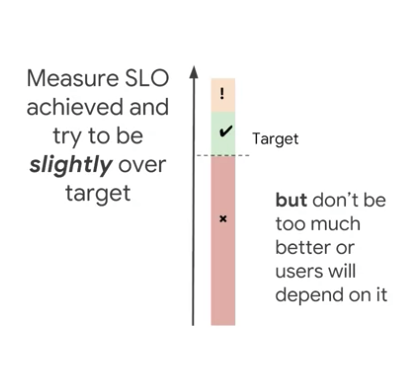 Measure SLO
achieved and
try to be
slightly over
target
!
✔
Target
×
but don't be
too much
better or
users will
depend on it